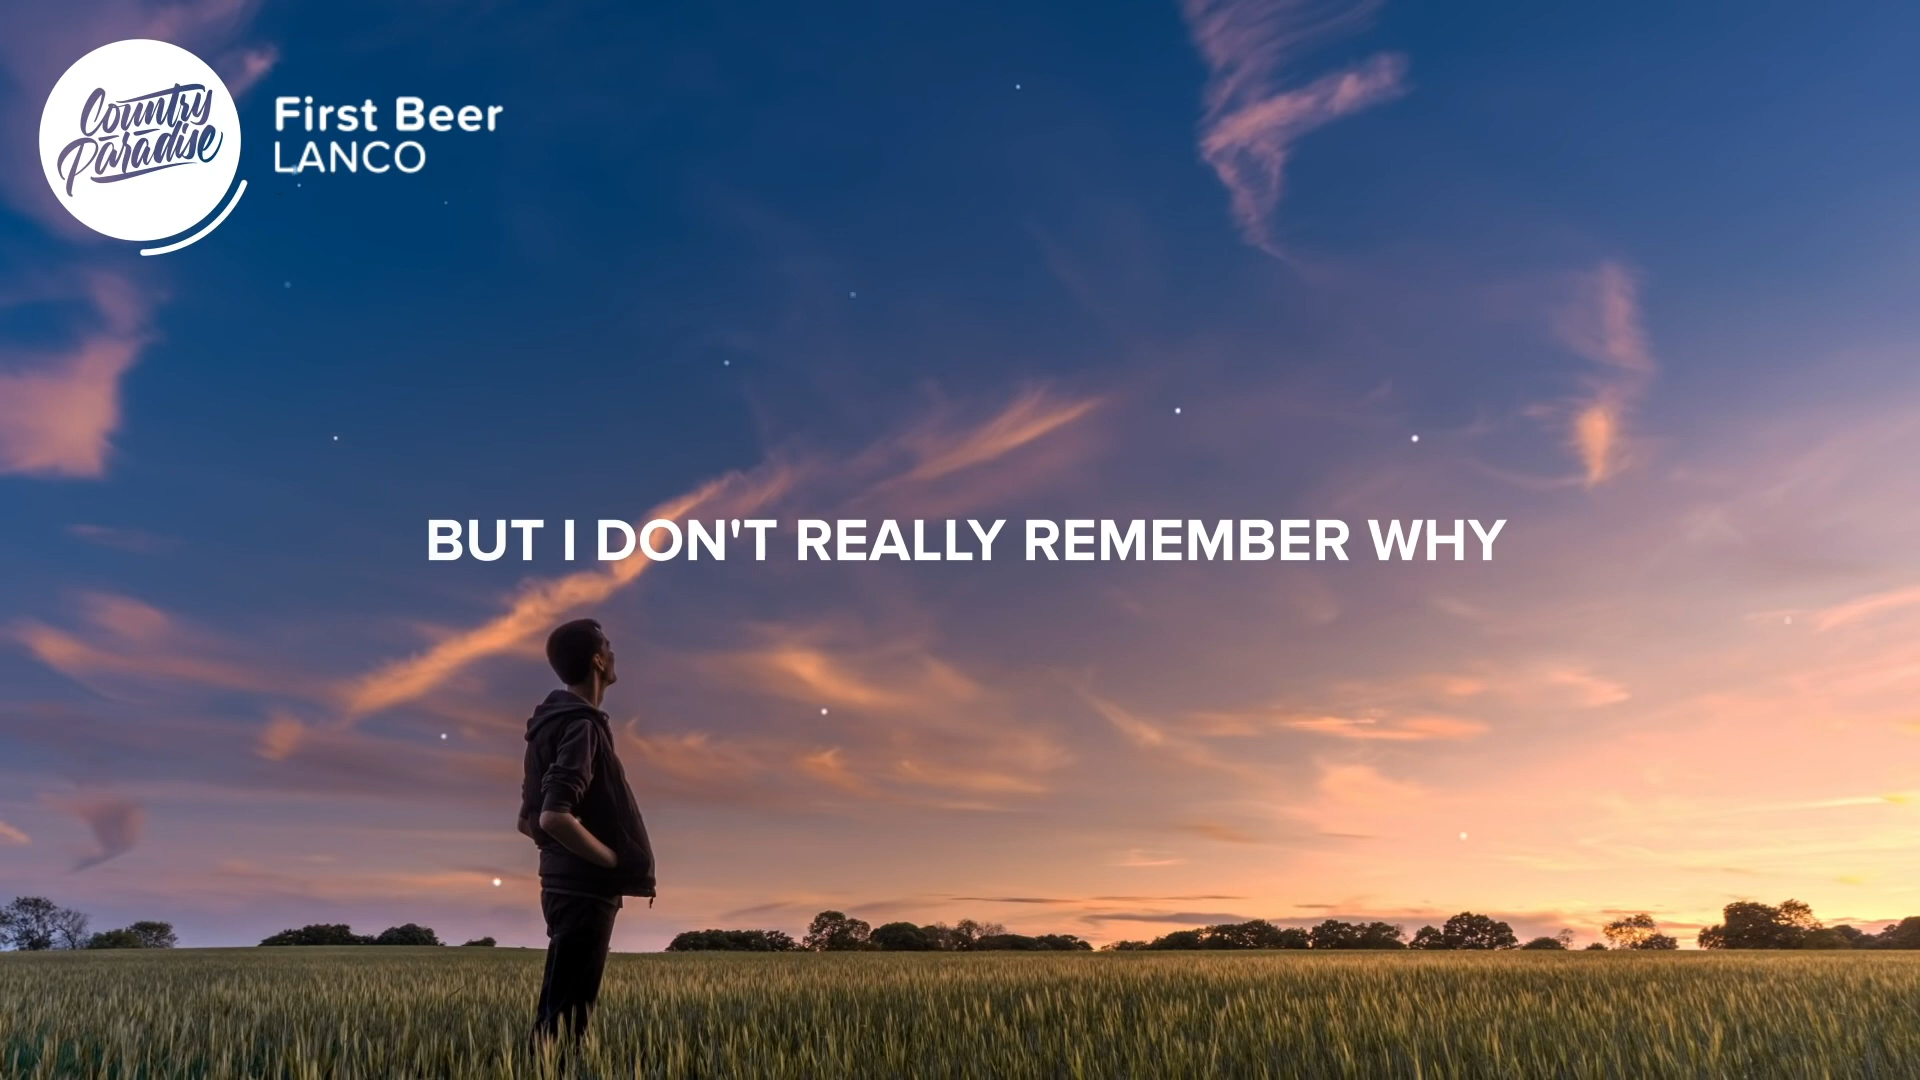 Country
Paradise
First Beer
LANCO
BUT I DON'T REALLY REMEMBER WHY